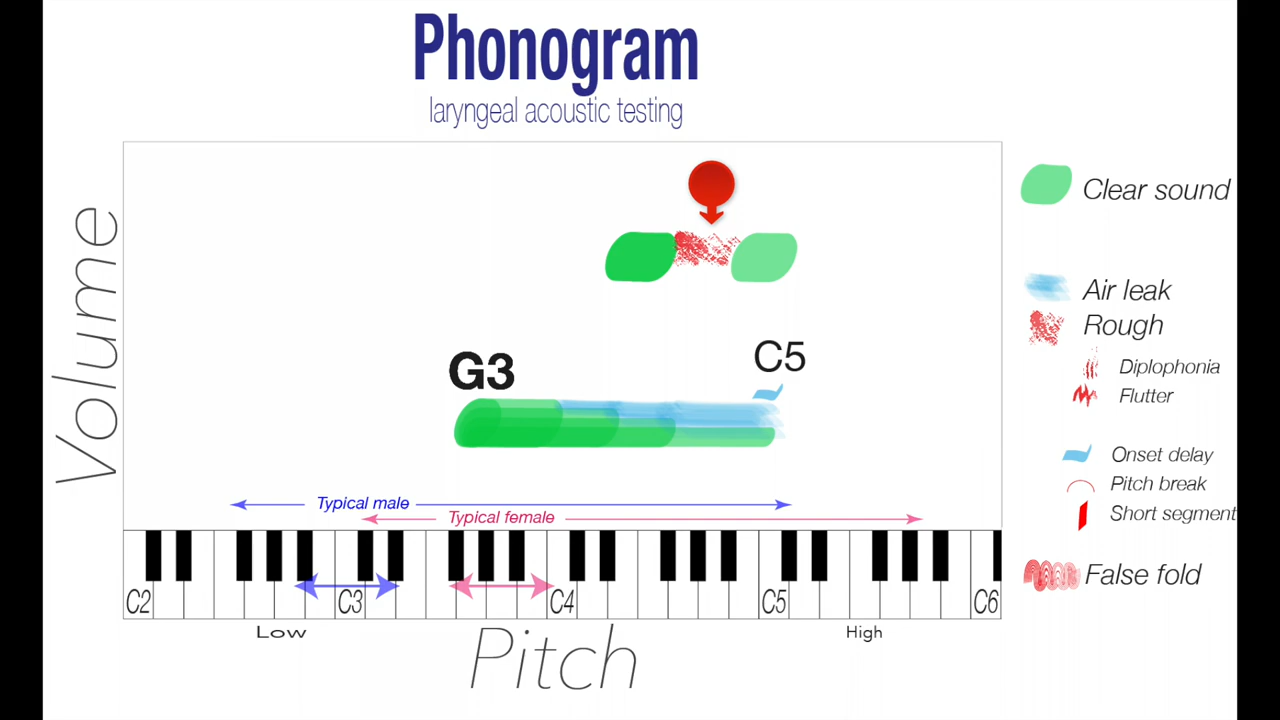 Phonogram
laryngeal acoustic testing
Volume
G3
C5
Typical male
Typical female
C2
C3
C4
C5
C6
Low
High
Pitch
Clear sound
Air leak
Rough
Diplophonia
Flutter
Onset delay
Pitch break
Short segment
False fold